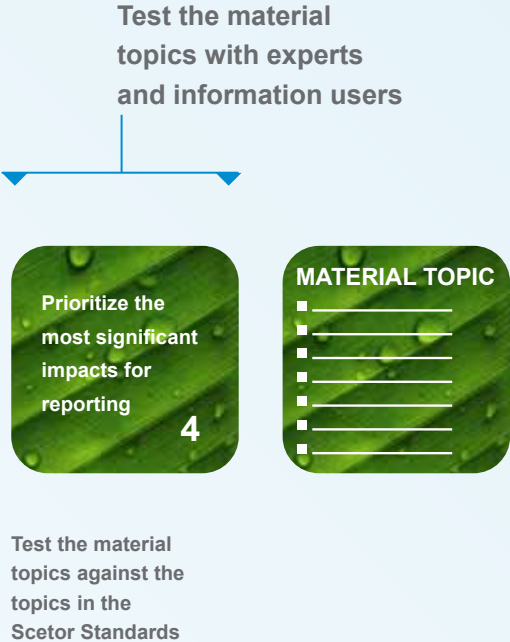 Test the material
topics with experts
and information users
Prioritize the
most significant
impacts for
reporting
4
MATERIAL TOPIC
Test the material
topics against the
topics in the
Scetor Standards